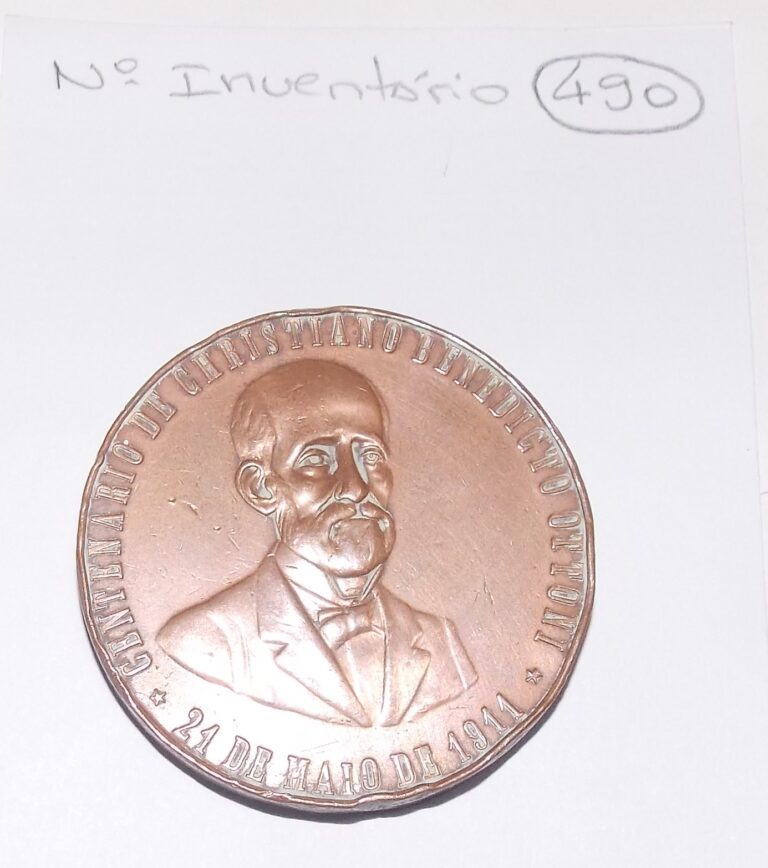 Nº Inventório 490
CENTENARIO DE CHRISTIANO BENEDICTO OTTONI
21 DE MAIO DE 1911